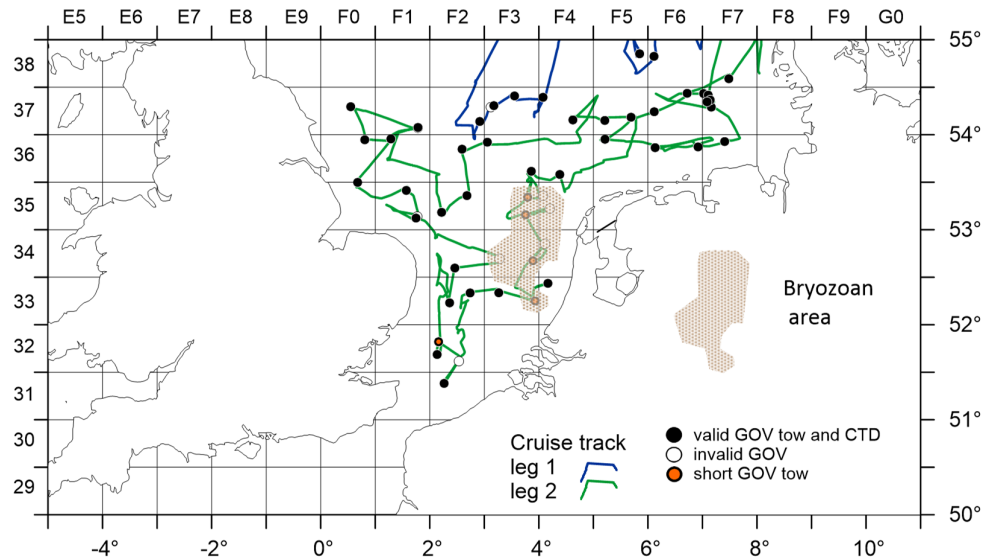 E5 E6 E7 E8 E9 F0 F1 F2 F3 F4 F5 F6 F7 F8 F9 G0
38 55°
37
36 54°
35
34 53°
33
32 52°
31
30 51°
29
50°
Bryozoan
area
Cruise track
leg 1
leg 2
valid GOV tow and CTD
invalid GOV
short GOV tow
-4° -2° 0° 2° 4° 6° 8° 10°